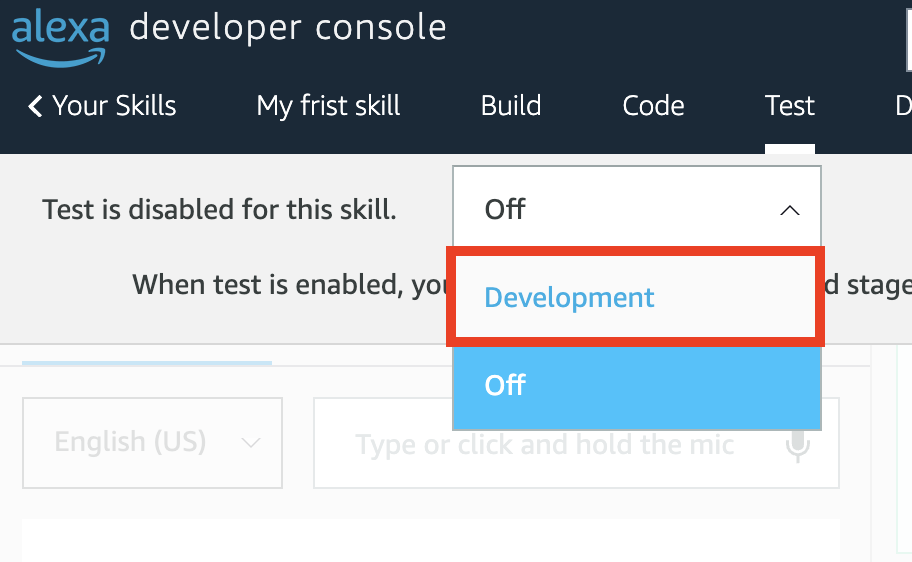 alexa developer console
Your Skills My frist skill Build Code Test D
Test is disabled for this skill. Off
When test is enabled, you d stage
Development
Off
English (US) Type or click and hold the mic